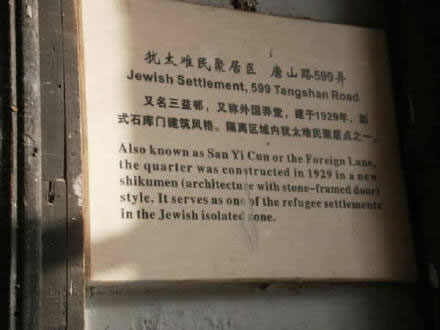 犹太难民聚居区 唐山路599弄
Jewish Settlement, 599 Tangshan Road
又名三益邨，又称外国弄堂，建于1929年，新
式石库门建筑风格。隔离区域内犹太难民聚居点之一。
Also known as San Yi Cun or the Foreign Lane,
the quarter was constructed in 1929 in a new
shikumen (architecture with stone-framed door)
style. It serves as one of the refugee settlements
in the Jewish isolated zone.